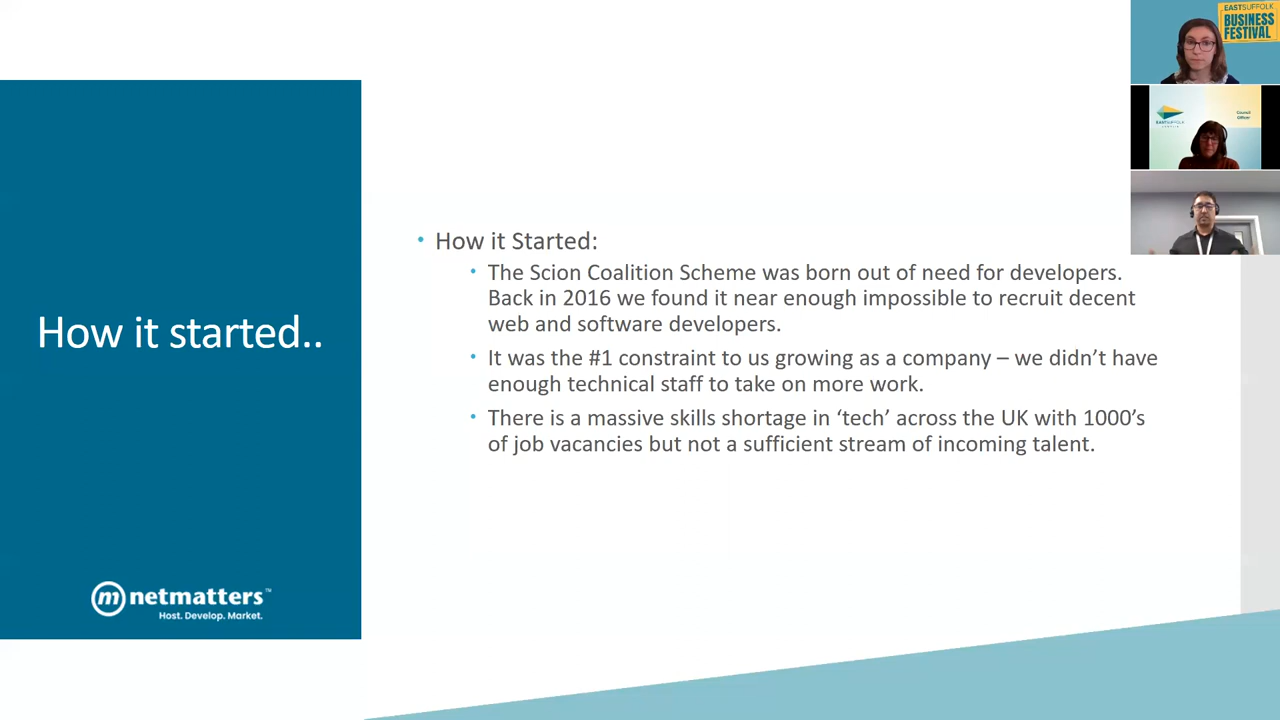 How it started..
netmatters™
Host. Develop. Market.
• How it Started:
• The Scion Coalition Scheme was born out of need for developers.
Back in 2016 we found it near enough impossible to recruit decent
web and software developers.
• It was the #1 constraint to us growing as a company – we didn’t have
enough technical staff to take on more work.
• There is a massive skills shortage in ‘tech’ across the UK with 1000’s
of job vacancies but not a sufficient stream of incoming talent.
EASTSUFFOLK
BUSINESS
FESTIVAL
EASTSUFFOLK
Council
Officer